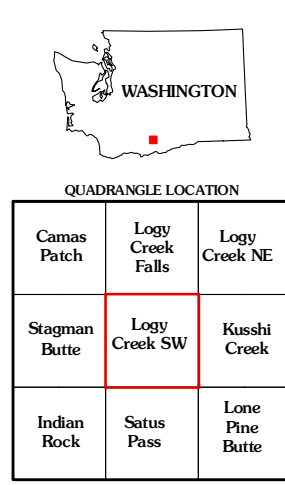 WASHINGTON
QUADRANGLE LOCATION
Camas
Patch
Logy
Creek
Falls
Logy
Creek NE
Stagman
Butte
Logy
Creek SW
Kusshi
Creek
Indian
Rock
Satus
Pass
Lone
Pine
Butte